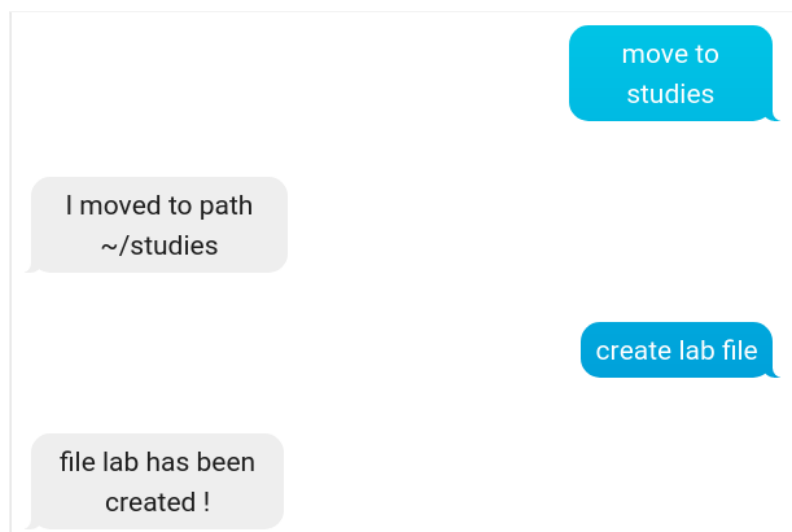 move to
studies
I moved to path
~/studies
create lab file
file lab has been
created !